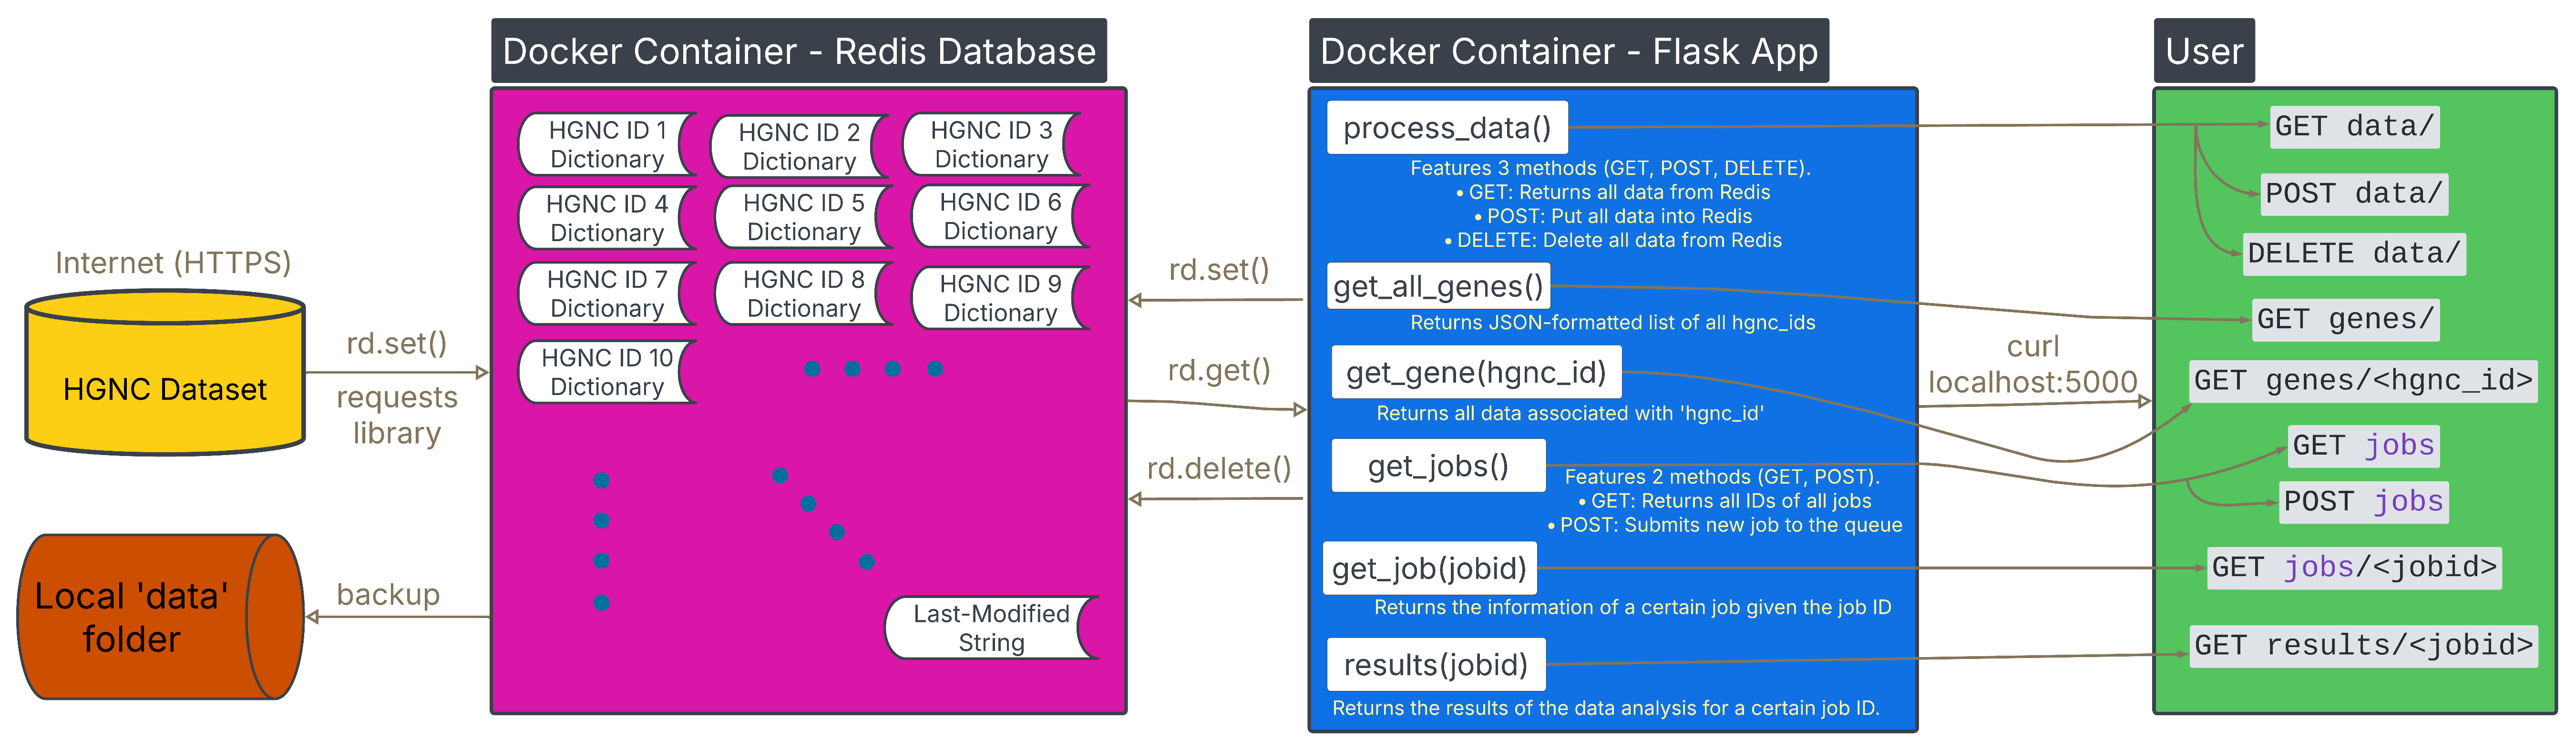 Docker Container - Redis Database
Docker Container - Flask App
User
Internet (HTTPS)
HGNC Dataset
rd.set()
requests
library
Local 'data'
folder
backup
HGNC ID 1
Dictionary
HGNC ID 2
Dictionary
HGNC ID 3
Dictionary
HGNC ID 4
Dictionary
HGNC ID 5
Dictionary
HGNC ID 6
Dictionary
HGNC ID 7
Dictionary
HGNC ID 8
Dictionary
HGNC ID 9
Dictionary
HGNC ID 10
Dictionary
Last-Modified
String
rd.set()
rd.get()
rd.delete()
process_data()
Features 3 methods (GET, POST, DELETE).
• GET: Returns all data from Redis
• POST: Put all data into Redis
• DELETE: Delete all data from Redis
get_all_genes()
Returns JSON-formatted list of all hgnc_ids
get_gene(hgnc_id)
Returns all data associated with 'hgnc_id'
get_jobs()
Features 2 methods (GET, POST).
• GET: Returns all IDs of all jobs
• POST: Submits new job to the queue
get_job(jobid)
Returns the information of a certain job given the job ID
results(jobid)
Returns the results of the data analysis for a certain job ID.
curl
localhost:5000
GET data/
POST data/
DELETE data/
GET genes/
GET genes/<hgnc_id>
GET jobs
POST jobs
GET jobs/<jobid>
GET results/<jobid>